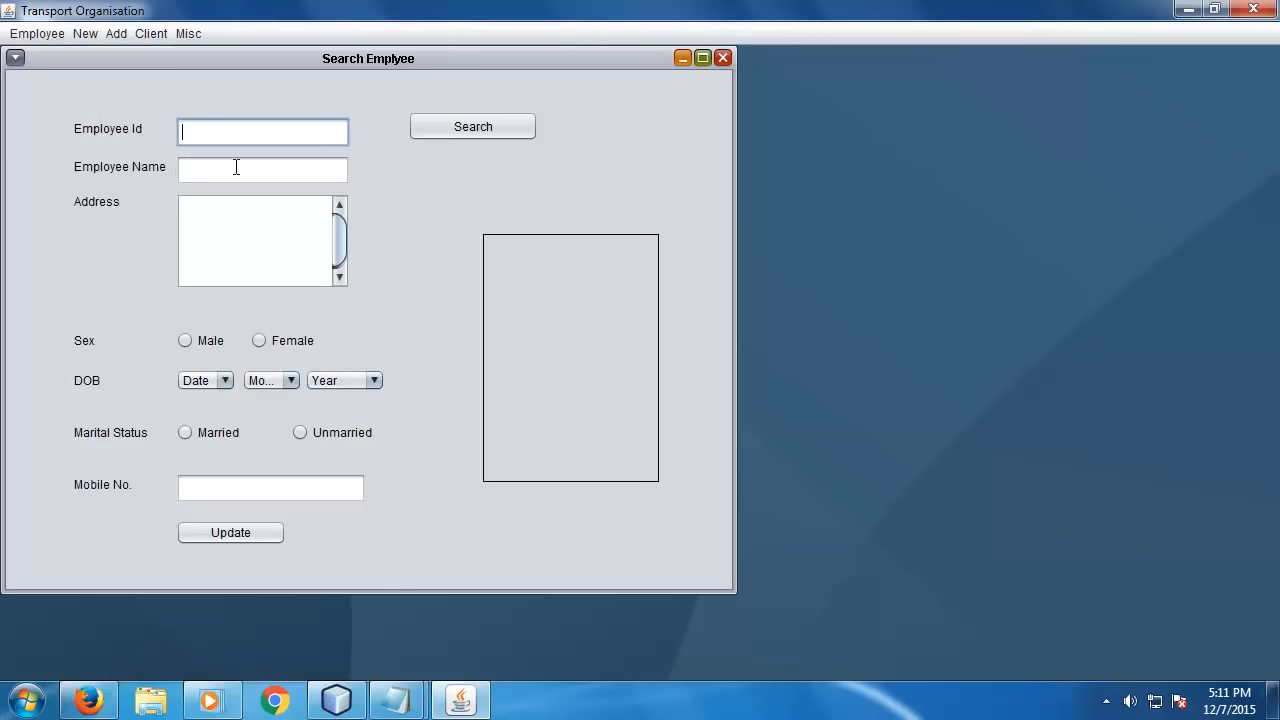 Transport Organisation
Employee New Add Client Misc
Search Emplyee
Employee Id
Search
Employee Name
Address
Sex Male Female
DOB Date Mo... Year
Marital Status Married Unmarried
Mobile No.
Update
5:11 PM
12/7/2015